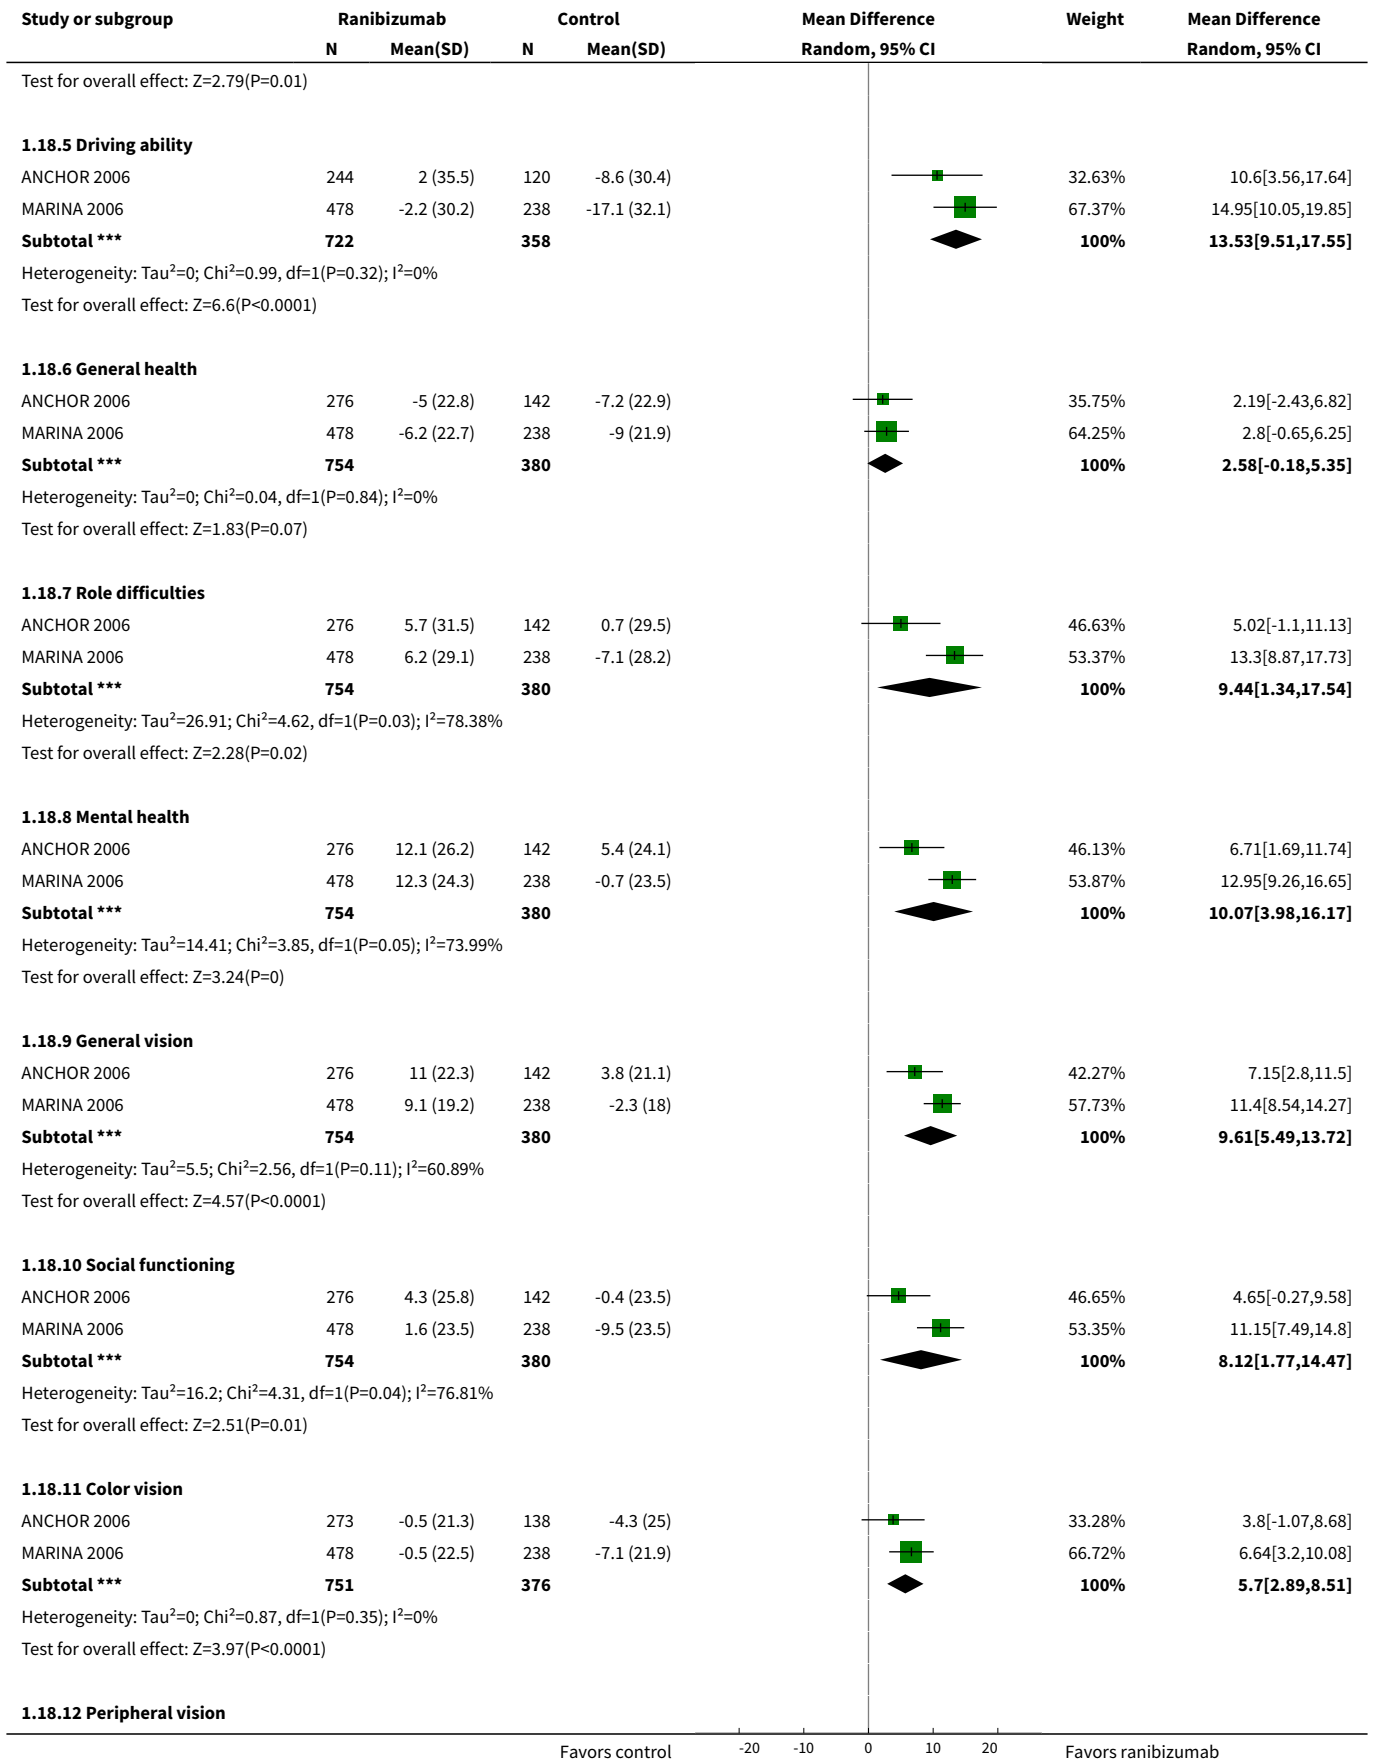 Study or subgroup Ranibizumab Control Mean Difference Weight Mean Difference
N Mean(SD) N Mean(SD) Random, 95% CI Random, 95% CI
Test for overall effect: Z=2.79(P=0.01)
1.18.5 Driving ability
ANCHOR 2006 244 2 (35.5) 120 -8.6 (30.4) 32.63% 10.6[3.56,17.64]
MARINA 2006 478 -2.2 (30.2) 238 -17.1 (32.1) 67.37% 14.95[10.05,19.85]
Subtotal *** 722 358 100% 13.53[9.51,17.55]
Heterogeneity: Tau²=0; Chi²=0.99, df=1(P=0.32); I²=0%
Test for overall effect: Z=6.6(P<0.0001)
1.18.6 General health
ANCHOR 2006 276 -5 (22.8) 142 -7.2 (22.9) 35.75% 2.19[-2.43,6.82]
MARINA 2006 478 -6.2 (22.7) 238 -9 (21.9) 64.25% 2.8[-0.65,6.25]
Subtotal *** 754 380 100% 2.58[-0.18,5.35]
Heterogeneity: Tau²=0; Chi²=0.04, df=1(P=0.84); I²=0%
Test for overall effect: Z=1.83(P=0.07)
1.18.7 Role difficulties
ANCHOR 2006 276 5.7 (31.5) 142 0.7 (29.5) 46.63% 5.02[-1.1,11.13]
MARINA 2006 478 6.2 (29.1) 238 -7.1 (28.2) 53.37% 13.3[8.87,17.73]
Subtotal *** 754 380 100% 9.44[1.34,17.54]
Heterogeneity: Tau²=26.91; Chi²=4.62, df=1(P=0.03); I²=78.38%
Test for overall effect: Z=2.28(P=0.02)
1.18.8 Mental health
ANCHOR 2006 276 12.1 (26.2) 142 5.4 (24.1) 46.13% 6.71[1.69,11.74]
MARINA 2006 478 12.3 (24.3) 238 -0.7 (23.5) 53.87% 12.95[9.26,16.65]
Subtotal *** 754 380 100% 10.07[3.98,16.17]
Heterogeneity: Tau²=14.41; Chi²=3.85, df=1(P=0.05); I²=73.99%
Test for overall effect: Z=3.24(P=0)
1.18.9 General vision
ANCHOR 2006 276 11 (22.3) 142 3.8 (21.1) 42.27% 7.15[2.8,11.5]
MARINA 2006 478 9.1 (19.2) 238 -2.3 (18) 57.73% 11.4[8.54,14.27]
Subtotal *** 754 380 100% 9.61[5.49,13.72]
Heterogeneity: Tau²=5.5; Chi²=2.56, df=1(P=0.11); I²=60.89%
Test for overall effect: Z=4.57(P<0.0001)
1.18.10 Social functioning
ANCHOR 2006 276 4.3 (25.8) 142 -0.4 (23.5) 46.65% 4.65[-0.27,9.58]
MARINA 2006 478 1.6 (23.5) 238 -9.5 (23.5) 53.35% 11.15[7.49,14.8]
Subtotal *** 754 380 100% 8.12[1.77,14.47]
Heterogeneity: Tau²=16.2; Chi²=4.31, df=1(P=0.04); I²=76.81%
Test for overall effect: Z=2.51(P=0.01)
1.18.11 Color vision
ANCHOR 2006 273 -0.5 (21.3) 138 -4.3 (25) 33.28% 3.8[-1.07,8.68]
MARINA 2006 478 -0.5 (22.5) 238 -7.1 (21.9) 66.72% 6.64[3.2,10.08]
Subtotal *** 751 376 100% 5.7[2.89,8.51]
Heterogeneity: Tau²=0; Chi²=0.87, df=1(P=0.35); I²=0%
Test for overall effect: Z=3.97(P<0.0001)
1.18.12 Peripheral vision
Favors control -20 -10 0 10 20 Favors ranibizumab